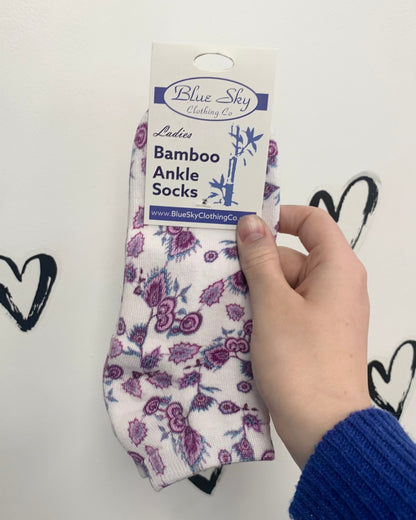 Blue Sky
Clothing Co
Ladies
Bamboo
Ankle
Socks
www.BlueSkyClothingCo